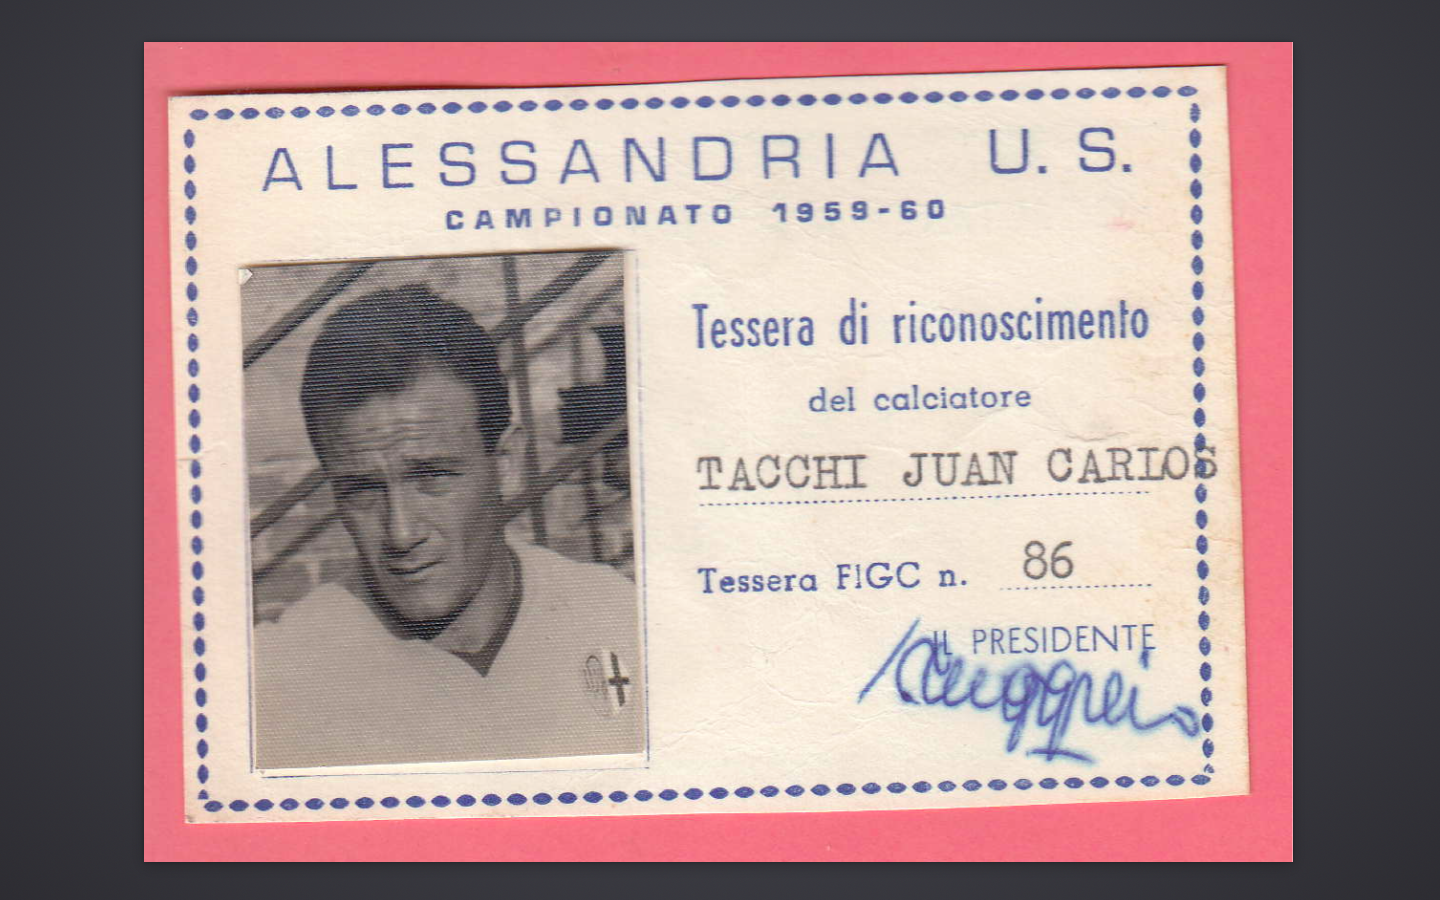 ALESSANDRIA U. S.
CAMPIONATO 1959-60
Tessera di riconoscimento
del calciatore
TACCHI JUAN CARLOS
Tessera FIGC n. 86
IL PRESIDENTE